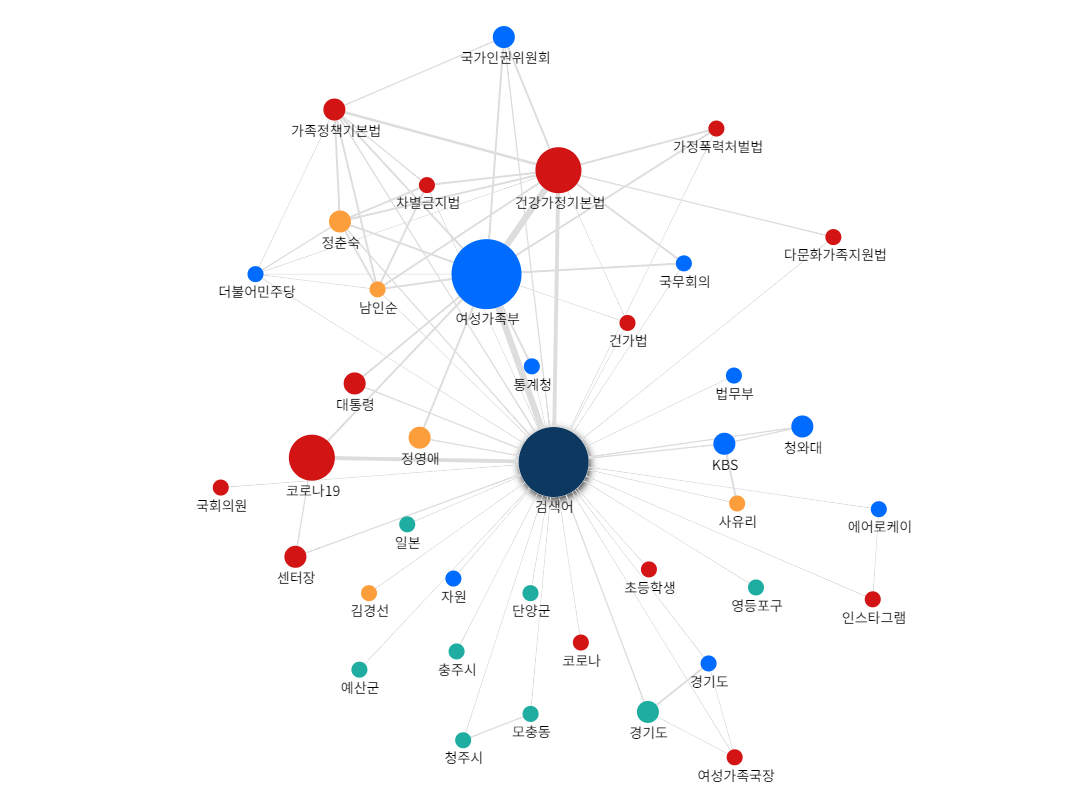 국가인권위원회
가족정책기본법
가정폭력처벌법
차별금지법
건강가정기본법
정춘숙
다문화가족지원법
더불어민주당
남인순
국무회의
여성가족부
건가법
통계청
법무부
대통령
청와대
정영애
KBS
코로나19
국회의원
검색어
사유리
에어로케이
일본
센터장
초등학생
자원
김경선
단양군
영등포구
인스타그램
코로나
충주시
예산군
경기도
모충동
경기도
청주시
여성가족국장